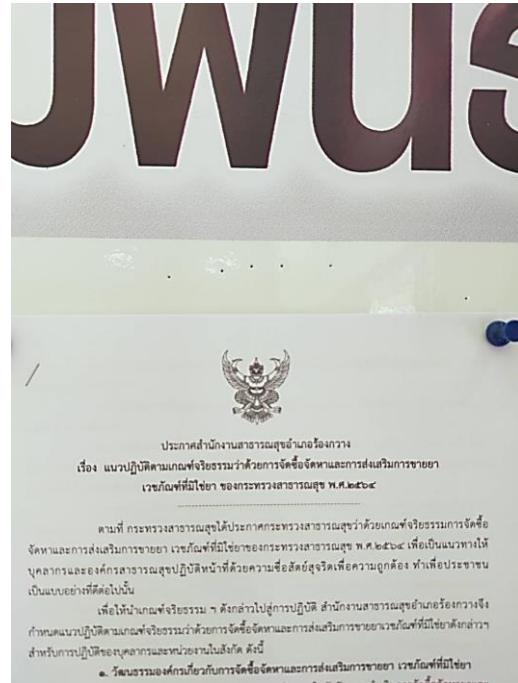 ประกาศสำนักงานสาธารณสุขอำเภอร้องกวาง
เรื่อง แนวปฏิบัติตามเกณฑ์จริยธรรมว่าด้วยการจัดซื้อจัดหาและการส่งเสริมการขายยา
เวชภัณฑ์ที่มิใช่ยา ของกระทรวงสาธารณสุข พ.ศ.๒๕๖๔
ตามที่ กระทรวงสาธารณสุขได้ประกาศกระทรวงสาธารณสุขว่าด้วยเกณฑ์จริยธรรมการจัดซื้อ
จัดหาและการส่งเสริมการขายยา เวชภัณฑ์ที่มิใช่ยาของกระทรวงสาธารณสุข พ.ศ.๒๕๖๔ เพื่อเป็นแนวทางให้
บุคลากรและองค์กรสาธารณสุขปฏิบัติหน้าที่ด้วยความซื่อสัตย์สุจริตเพื่อความถูกต้อง ทำเพื่อประชาชน
เป็นแบบอย่างที่ดีต่อไปนั้น
เพื่อให้นำเกณฑ์จริยธรรม ฯ ดังกล่าวไปสู่การปฏิบัติ สำนักงานสาธารณสุขอำเภอร้องกวางจึง
กำหนดแนวปฏิบัติตามเกณฑ์จริยธรรมว่าด้วยการจัดซื้อจัดหาและการส่งเสริมการขายยาเวชภัณฑ์ที่มิใช่ยาดังกล่าวฯ
สำหรับการปฏิบัติของบุคลากรและหน่วยงานในสังกัด ดังนี้
๑. วัฒนธรรมองค์กรเกี่ยวกับการจัดซื้อจัดหาและการส่งเสริมการขายยา เวชภัณฑ์ที่มิใช่ยา